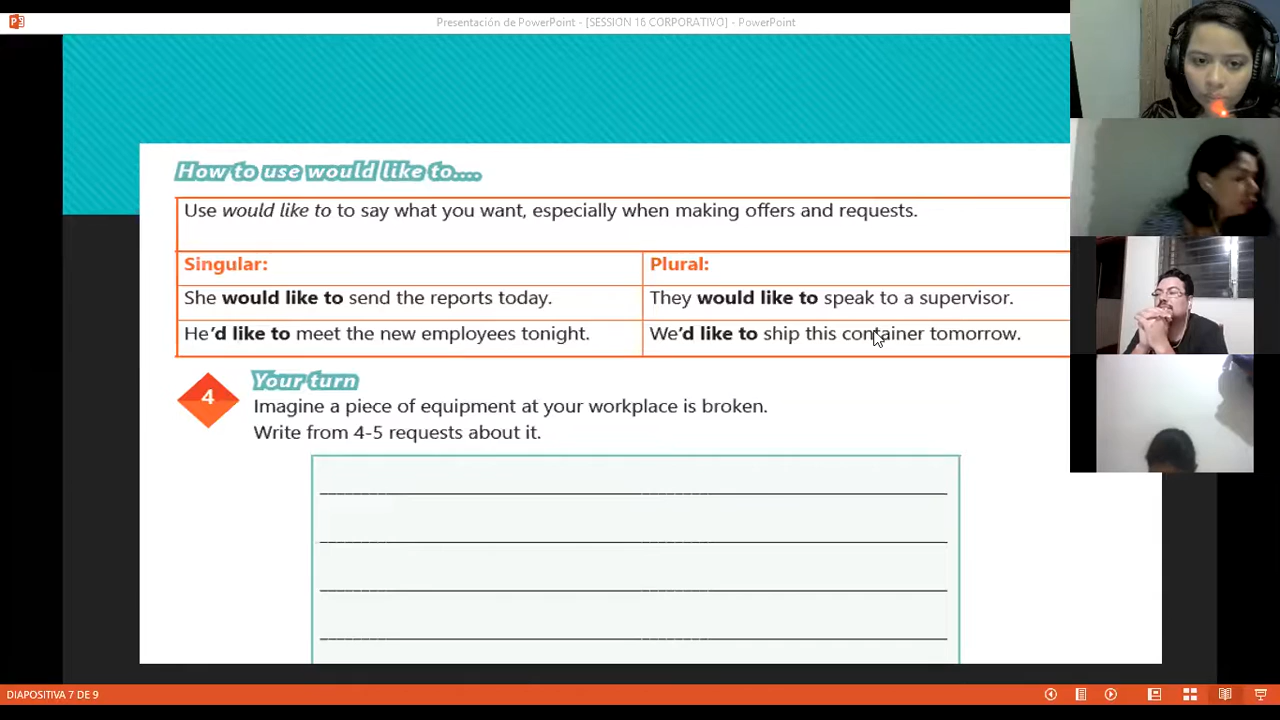 Presentación de PowerPoint - [SESSION 16 CORPORATIVO] - PowerPoint
How to use would like to....
Use would like to to say what you want, especially when making offers and requests.
Singular:
Plural:
She would like to send the reports today.
They would like to speak to a supervisor.
He'd like to meet the new employees tonight.
We'd like to ship this container tomorrow.
4
Your turn
Imagine a piece of equipment at your workplace is broken.
Write from 4-5 requests about it.
DIAPOSITIVA 7 DE 9